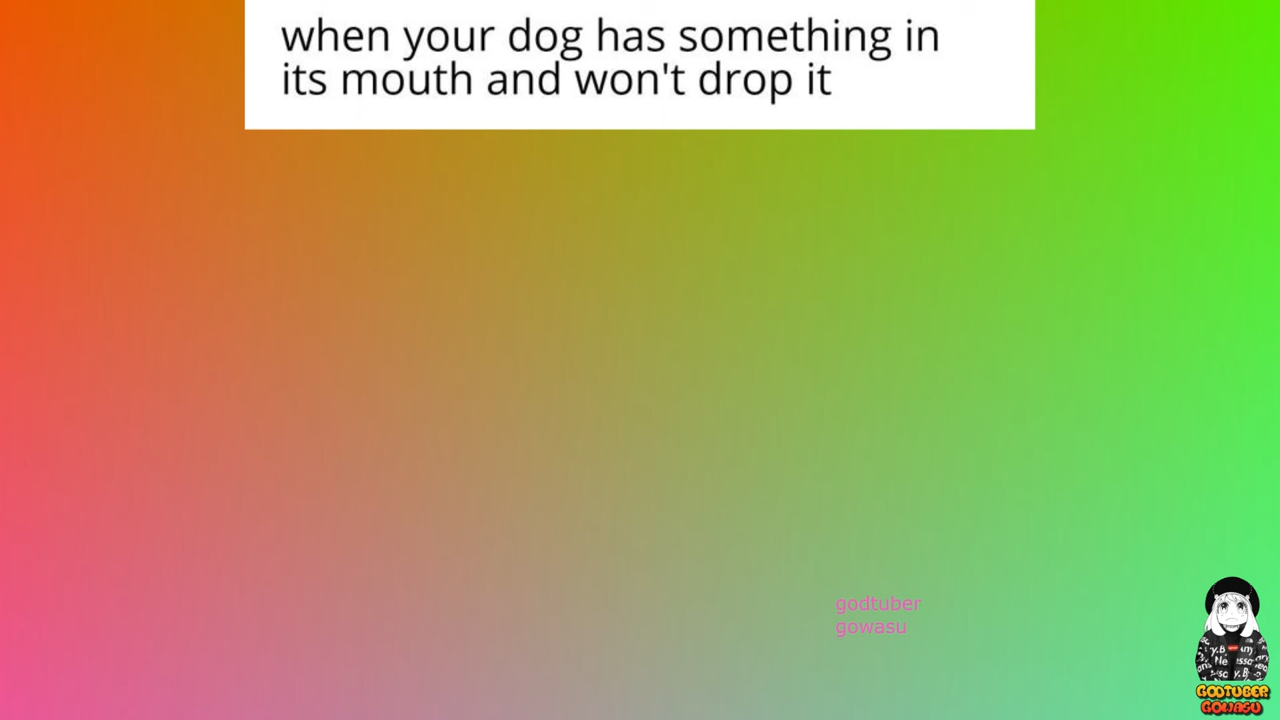 when your dog has something in
its mouth and won't drop it
godtuber
gowasu
GODTUBER
GOWASU